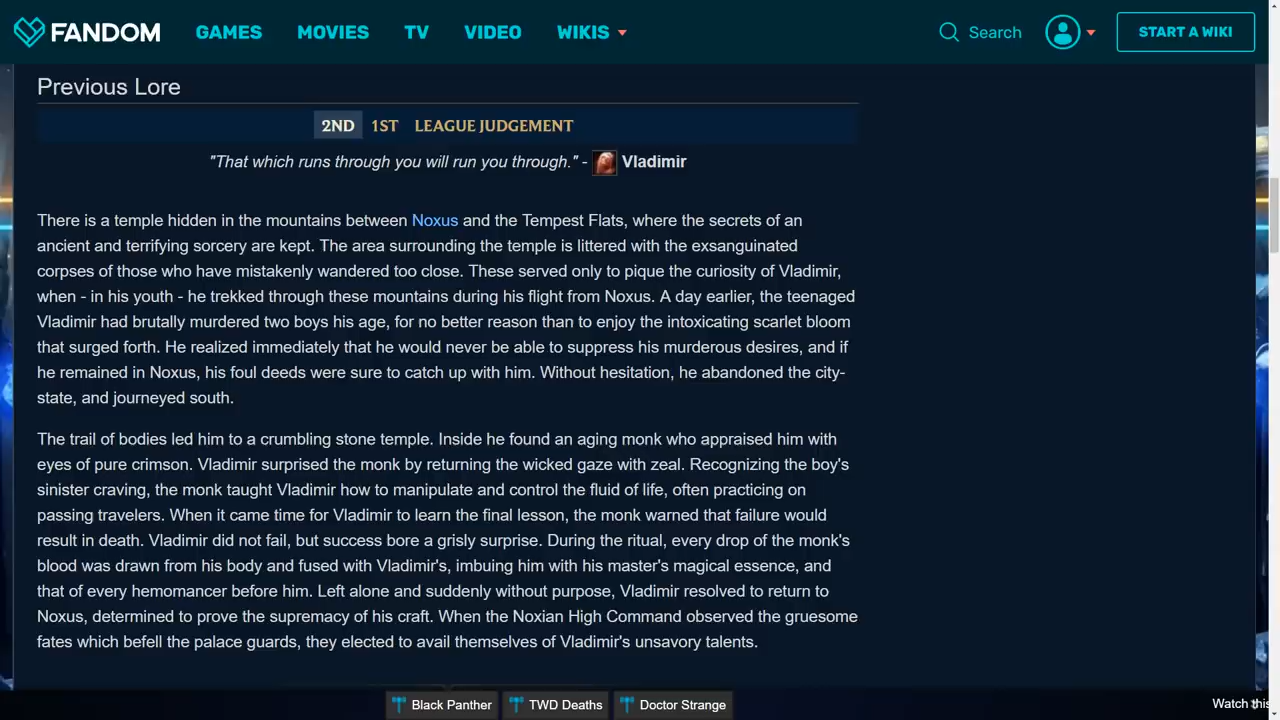 FANDOM GAMES MOVIES TV VIDEO WIKIS Search START A WIKI
Previous Lore
2ND 1ST LEAGUE JUDGEMENT
"That which runs through you will run you through." - Vladimir
There is a temple hidden in the mountains between Noxus and the Tempest Flats, where the secrets of an
ancient and terrifying sorcery are kept. The area surrounding the temple is littered with the exsanguinated
corpses of those who have mistakenly wandered too close. These served only to pique the curiosity of Vladimir,
when - in his youth - he trekked through these mountains during his flight from Noxus. A day earlier, the teenaged
Vladimir had brutally murdered two boys his age, for no better reason than to enjoy the intoxicating scarlet bloom
that surged forth. He realized immediately that he would never be able to suppress his murderous desires, and if
he remained in Noxus, his foul deeds were sure to catch up with him. Without hesitation, he abandoned the city-
state, and journeyed south.
The trail of bodies led him to a crumbling stone temple. Inside he found an aging monk who appraised him with
eyes of pure crimson. Vladimir surprised the monk by returning the wicked gaze with zeal. Recognizing the boy's
sinister craving, the monk taught Vladimir how to manipulate and control the fluid of life, often practicing on
passing travelers. When it came time for Vladimir to learn the final lesson, the monk warned that failure would
result in death. Vladimir did not fail, but success bore a grisly surprise. During the ritual, every drop of the monk's
blood was drawn from his body and fused with Vladimir's, imbuing him with his master's magical essence, and
that of every hemomancer before him. Left alone and suddenly without purpose, Vladimir resolved to return to
Noxus, determined to prove the supremacy of his craft. When the Noxian High Command observed the gruesome
fates which befell the palace guards, they elected to avail themselves of Vladimir's unsavory talents.
Black Panther TWD Deaths Doctor Strange Watch this